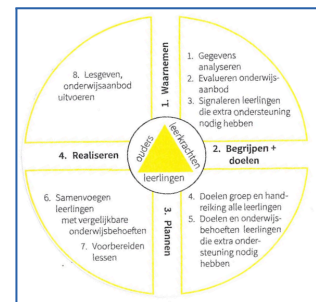 1. Waarnemen
1. Gegevens
analyseren
2. Evalueren onderwijs-
aanbod
3. Signaleren leerlingen
die extra ondersteuning
nodig hebben
2. Begrijpen +
doelen
4. Doelen groep en hand-
reiking alle leerlingen
5. Doelen en onderwijs-
behoeften leerlingen
die extra onder-
steuning nodig
hebben
3. Plannen
6. Samenvoegen
leerlingen
met vergelijkbare
onderwijsbehoeften
7. Voorbereiden
lessen
4. Realiseren
8. Lesgeven,
onderwijsaanbod
uitvoeren
ouders
leerkrachten
leerlingen